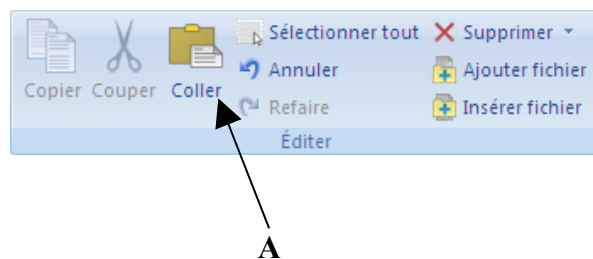 Copier Couper Coller
Sélectionner tout
Annuler
Refaire
Supprimer
Ajouter fichier
Insérer fichier
Éditer
A